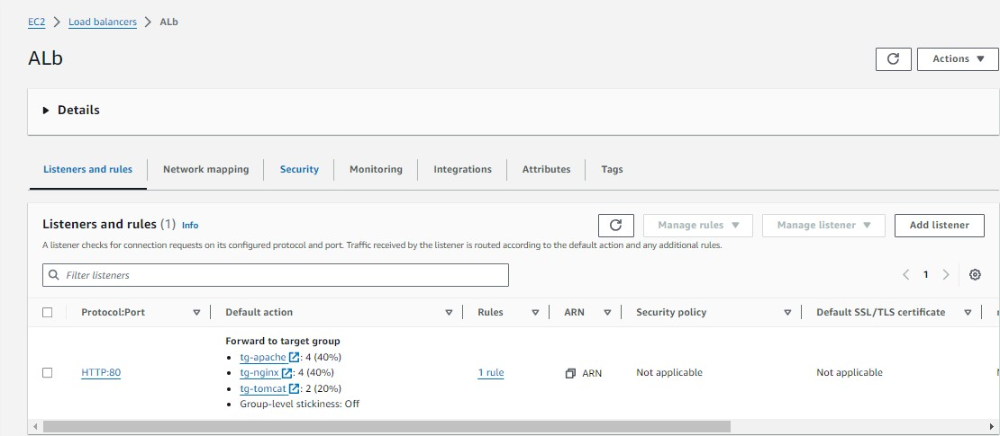 EC2 > Load balancers > ALb
ALb
Actions
Details
Listeners and rules Network mapping Security Monitoring Integrations Attributes Tags
Listeners and rules (1) Info
Manage rules Manage listener Add listener
A listener checks for connection requests on its configured protocol and port. Traffic received by the listener is routed according to the default action and any additional rules.
Filter listeners
1
Protocol:Port Default action Rules ARN Security policy Default SSL/TLS certificate
Forward to target group
• tg-apache : 4 (40%)
• tg-nginx : 4 (40%)
HTTP:80 1 rule ARN Not applicable Not applicable
• tg-tomcat : 2 (20%)
• Group-level stickiness: Off